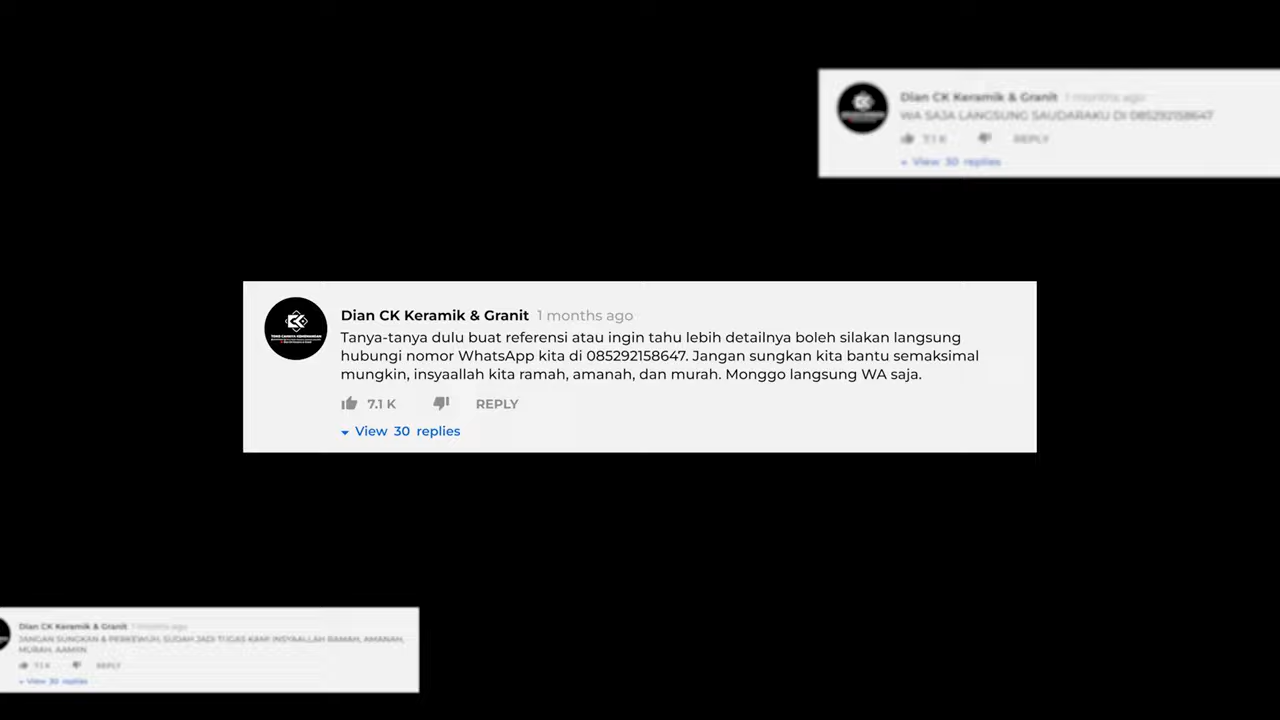 Dian CK Keramik & Granit 1 months ago
WA SAJA LANGSUNG SAUDARAKU DI 085292158647
7.1 K REPLY
View 30 replies
Dian CK Keramik & Granit 1 months ago
Tanya-tanya dulu buat referensi atau ingin tahu lebih detailnya boleh silakan langsung
hubungi nomor WhatsApp kita di 085292158647. Jangan sungkan kita bantu semaksimal
mungkin, insyaallah kita ramah, amanah, dan murah. Monggo langsung WA saja.
7.1 K REPLY
View 30 replies
Dian CK Keramik & Granit 1 months ago
JANGAN SUNGKAN & PERKEWUH, SUDAH JADI TUGAS KAMI INSYAALLAH RAMAH, AMANAH,
MURAH, AAMIIN
7.1 K REPLY
View 30 replies